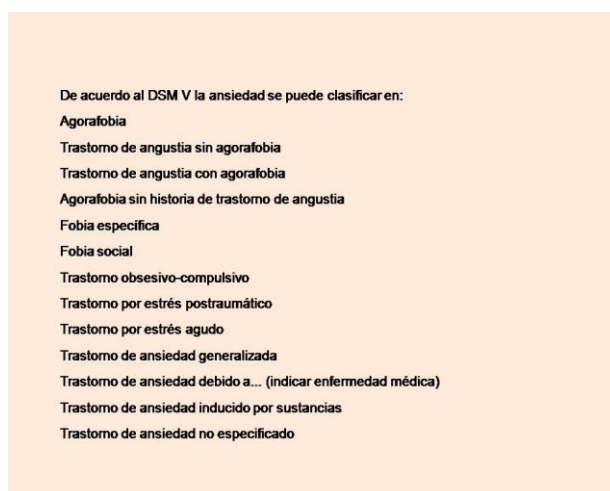 De acuerdo al DSM V la ansiedad se puede clasificar en:
Agorafobia
Trastorno de angustia sin agorafobia
Trastorno de angustia con agorafobia
Agorafobia sin historia de trastorno de angustia
Fobia específica
Fobia social
Trastorno obsesivo-compulsivo
Trastorno por estrés postraumático
Trastorno por estrés agudo
Trastorno de ansiedad generalizada
Trastorno de ansiedad debido a... (indicar enfermedad médica)
Trastorno de ansiedad inducido por sustancias
Trastorno de ansiedad no especificado